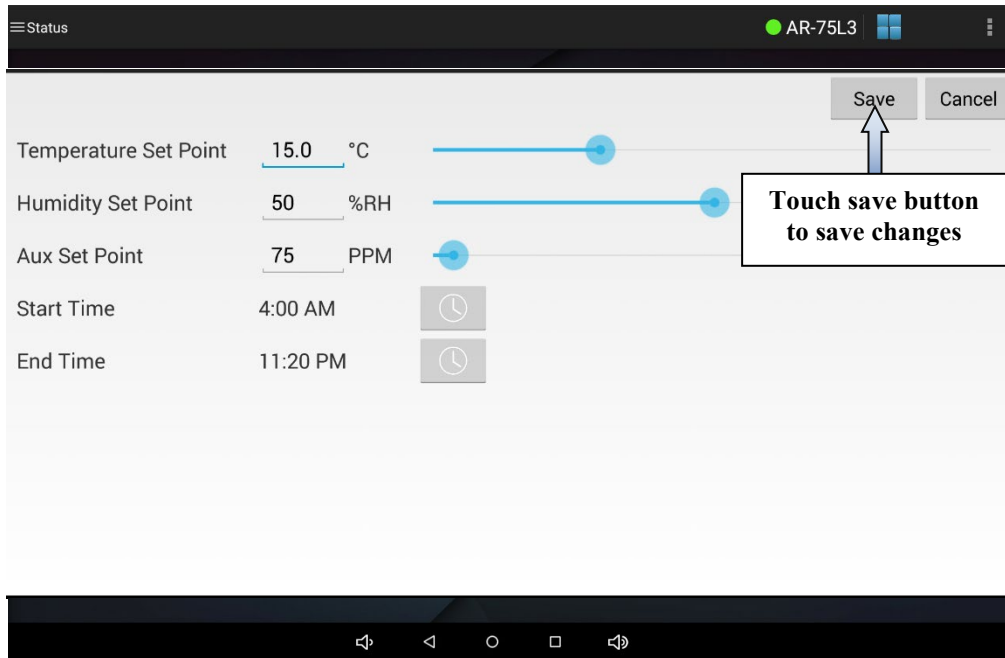 Status
AR-75L3
Save Cancel
Temperature Set Point 15.0 °C
Humidity Set Point 50 %RH
Touch save button
to save changes
Aux Set Point 75 PPM
Start Time 4:00 AM
End Time 11:20 PM